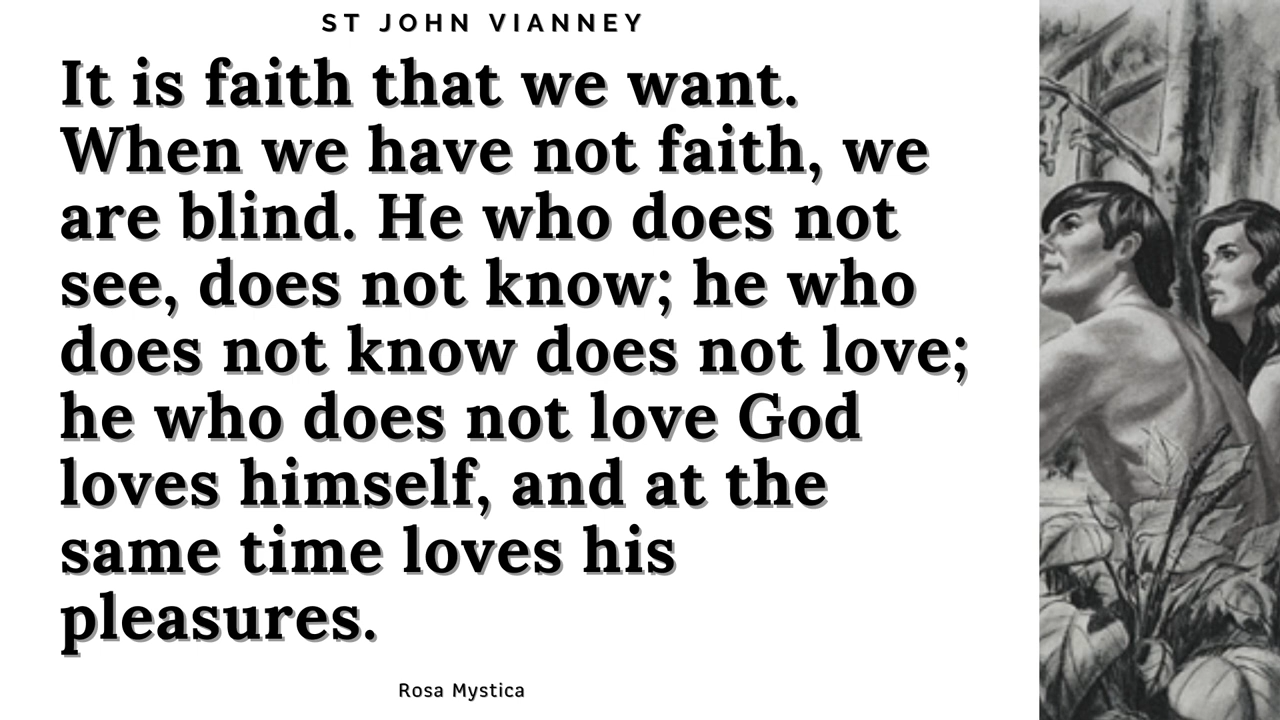 ST JOHN VIANNEY
It is faith that we want.
When we have not faith, we
are blind. He who does not
see, does not know; he who
does not know does not love;
he who does not love God
loves himself, and at the
same time loves his
pleasures.
Rosa Mystica